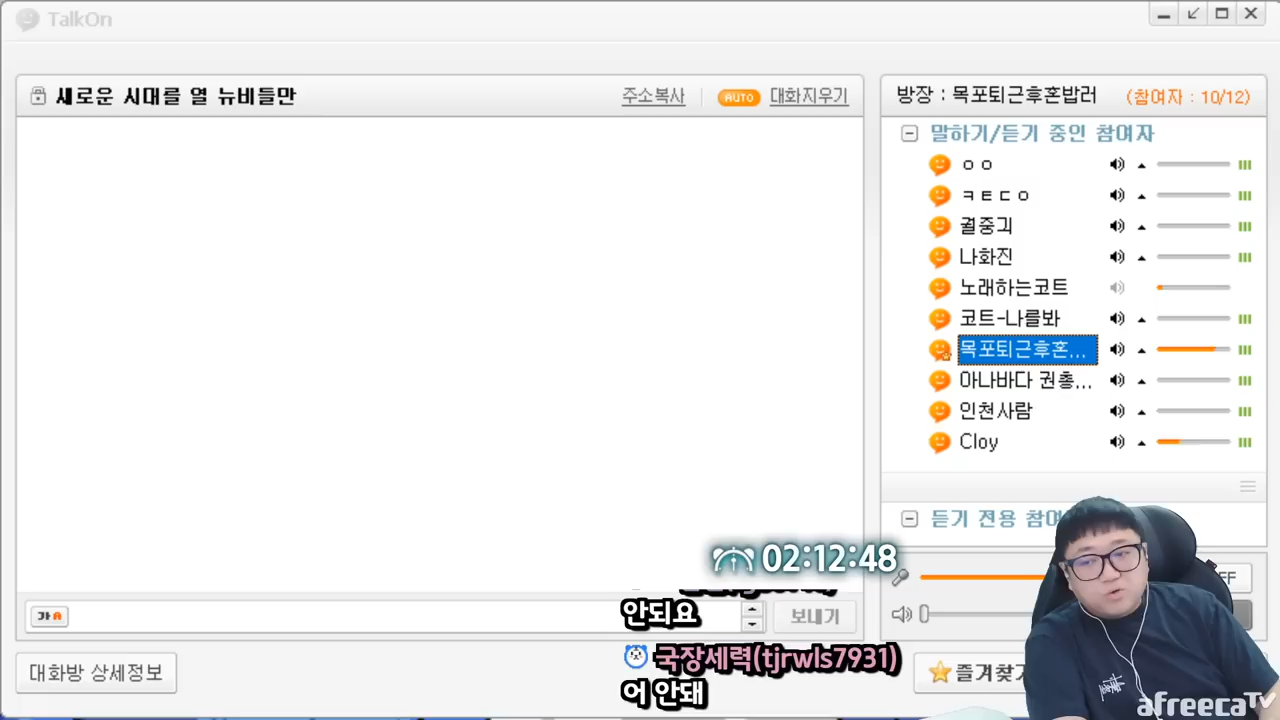 TalkOn
새로운 시대를 열 뉴비들만
주소복사
AUTO 대화지우기
방장 : 목포퇴근후혼밥러 (참여자 : 10/12)
말하기/듣기 중인 참여자
ㅇㅇ
ㅋㅌㄷㅇ
궐중긔
나화진
노래하는코트
코트-나를봐
목포퇴근후혼...
아나바다 권총...
인천사람
Cloy
듣기 전용
02:12:48
안되요
국장세력(tjrwls7931)
어 안돼
가
보내기
대화방 상세정보
즐겨찾기
afreecaTV